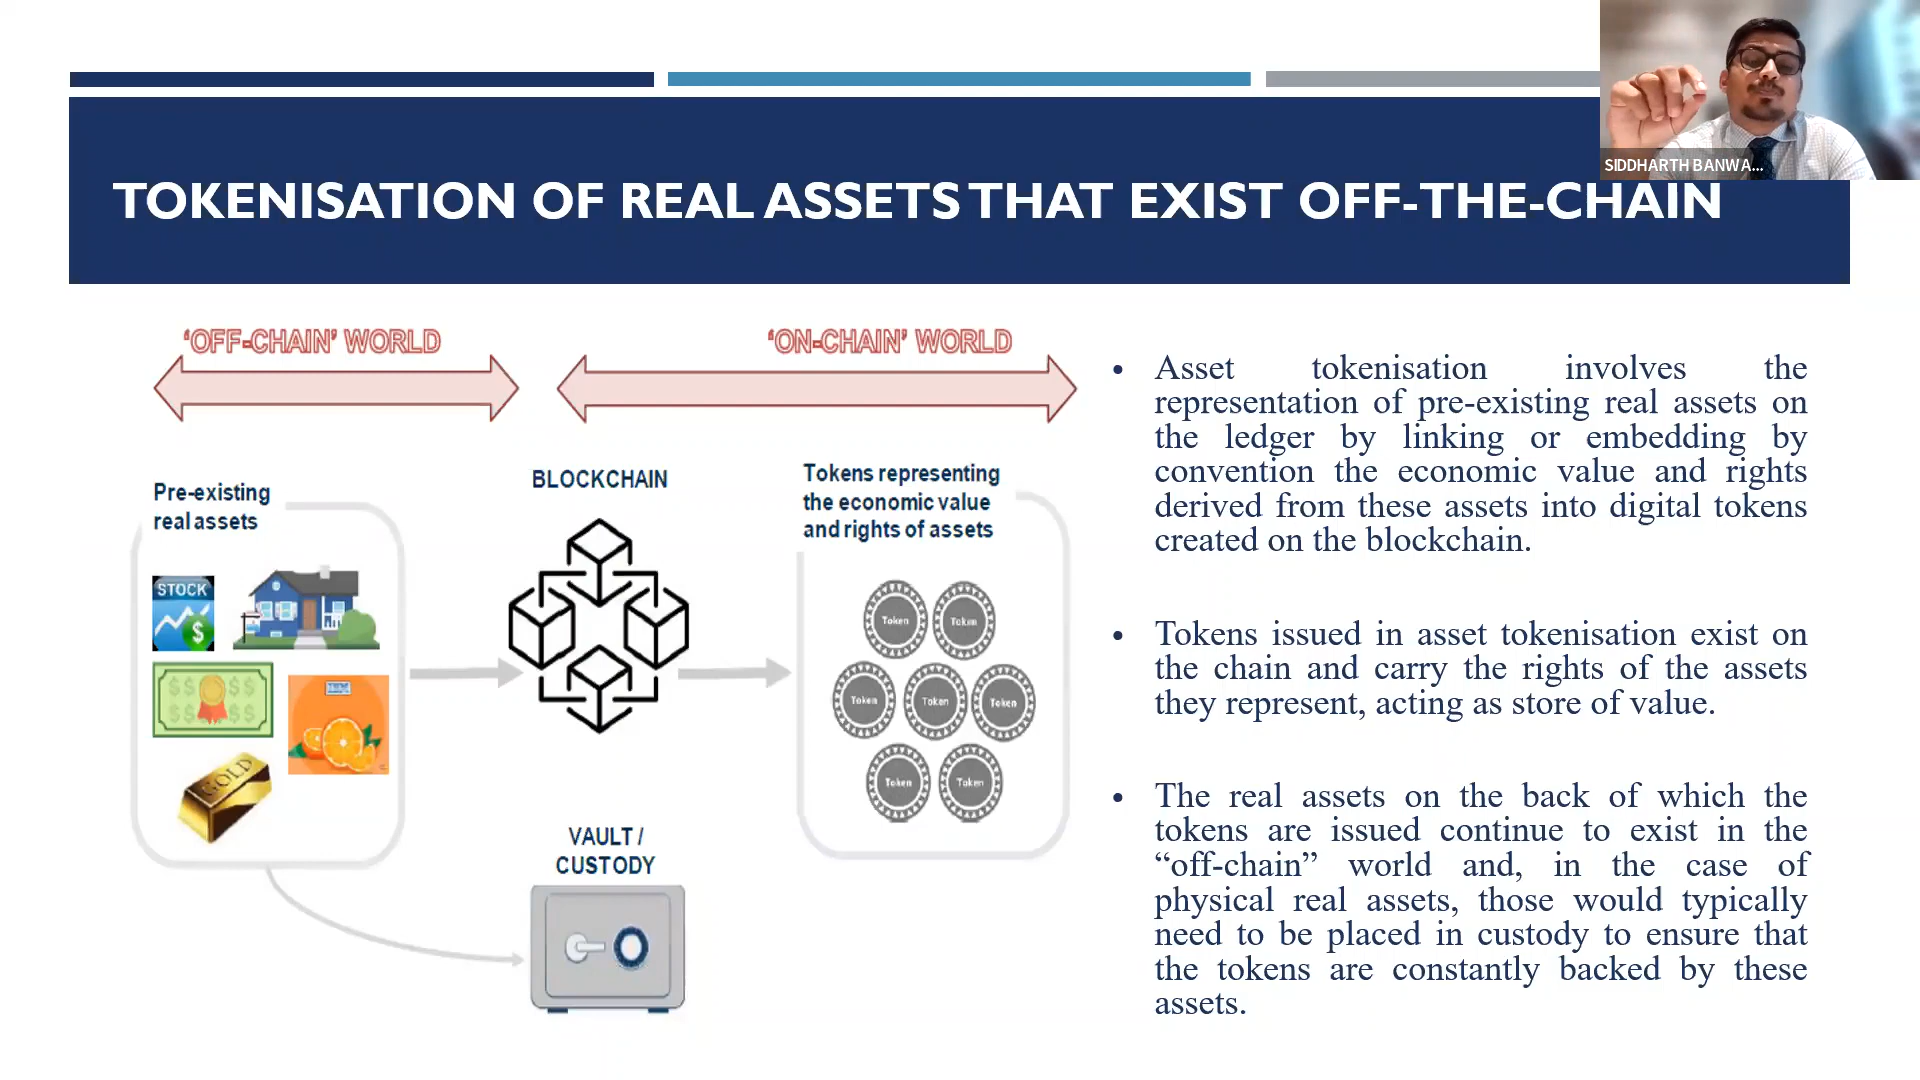 SIDDHARTH BANWA...
TOKENISATION OF REAL ASSETS THAT EXIST OFF-THE-CHAIN
‘OFF-CHAIN’ WORLD
‘ON-CHAIN’ WORLD
Pre-existing
real assets
STOCK
$
GOLD
BLOCKCHAIN
VAULT /
CUSTODY
Tokens representing
the economic value
and rights of assets
Token
Token
Token
Token
Token
Token
Token
• Asset tokenisation involves the
representation of pre-existing real assets on
the ledger by linking or embedding by
convention the economic value and rights
derived from these assets into digital tokens
created on the blockchain.
• Tokens issued in asset tokenisation exist on
the chain and carry the rights of the assets
they represent, acting as store of value.
• The real assets on the back of which the
tokens are issued continue to exist in the
“off-chain” world and, in the case of
physical real assets, those would typically
need to be placed in custody to ensure that
the tokens are constantly backed by these
assets.